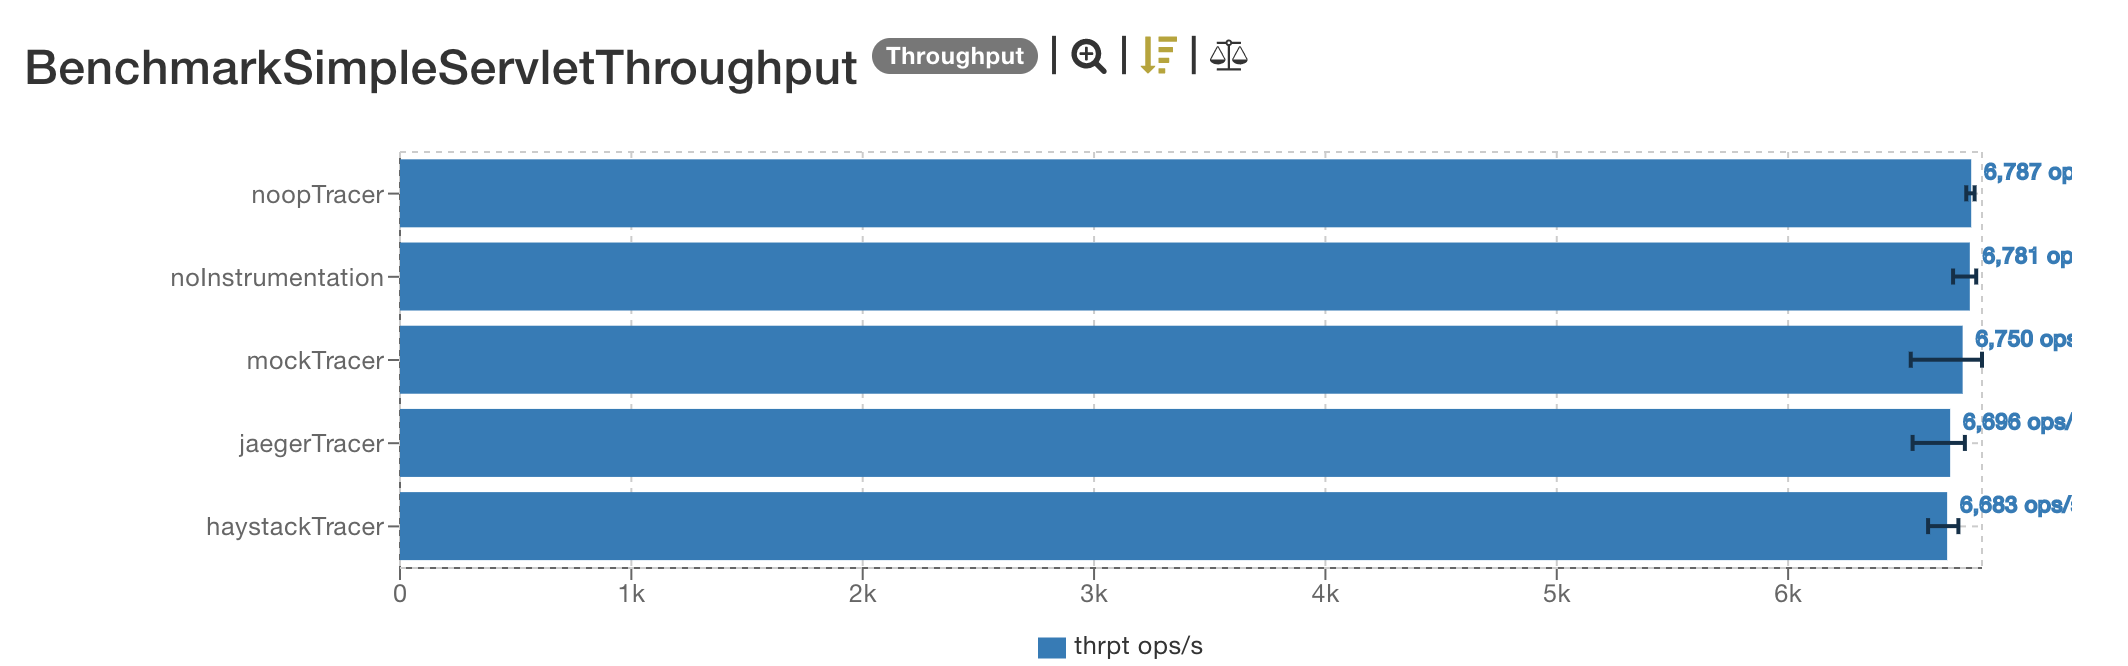 BenchmarkSimpleServletThroughput Throughput
noopTracer 6,787 op
noInstrumentation 6,781 op
mockTracer 6,750 ops
jaegerTracer 6,696 ops/
haystackTracer 6,683 ops/s
0 1k 2k 3k 4k 5k 6k
thrpt ops/s